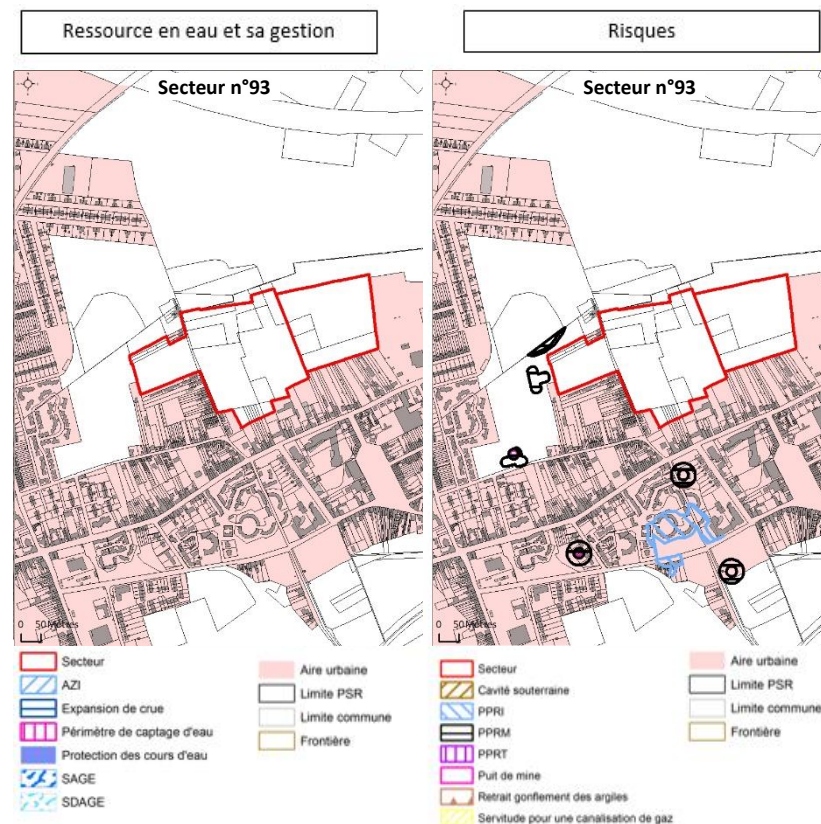 Ressource en eau et sa gestion
Secteur n°93
0 50 Mètres
Secteur
AZI
Expansion de crue
Périmètre de captage d'eau
Protection des cours d'eau
SAGE
SDAGE
Aire urbaine
Limite PSR
Limite commune
Frontière
Risques
Secteur n°93
0 50 Mètres
Secteur
Cavité souterraine
PPRI
PPRM
PPRT
Puit de mine
Retrait gonflement des argiles
Servitude pour une canalisation de gaz
Aire urbaine
Limite PSR
Limite commune
Frontière